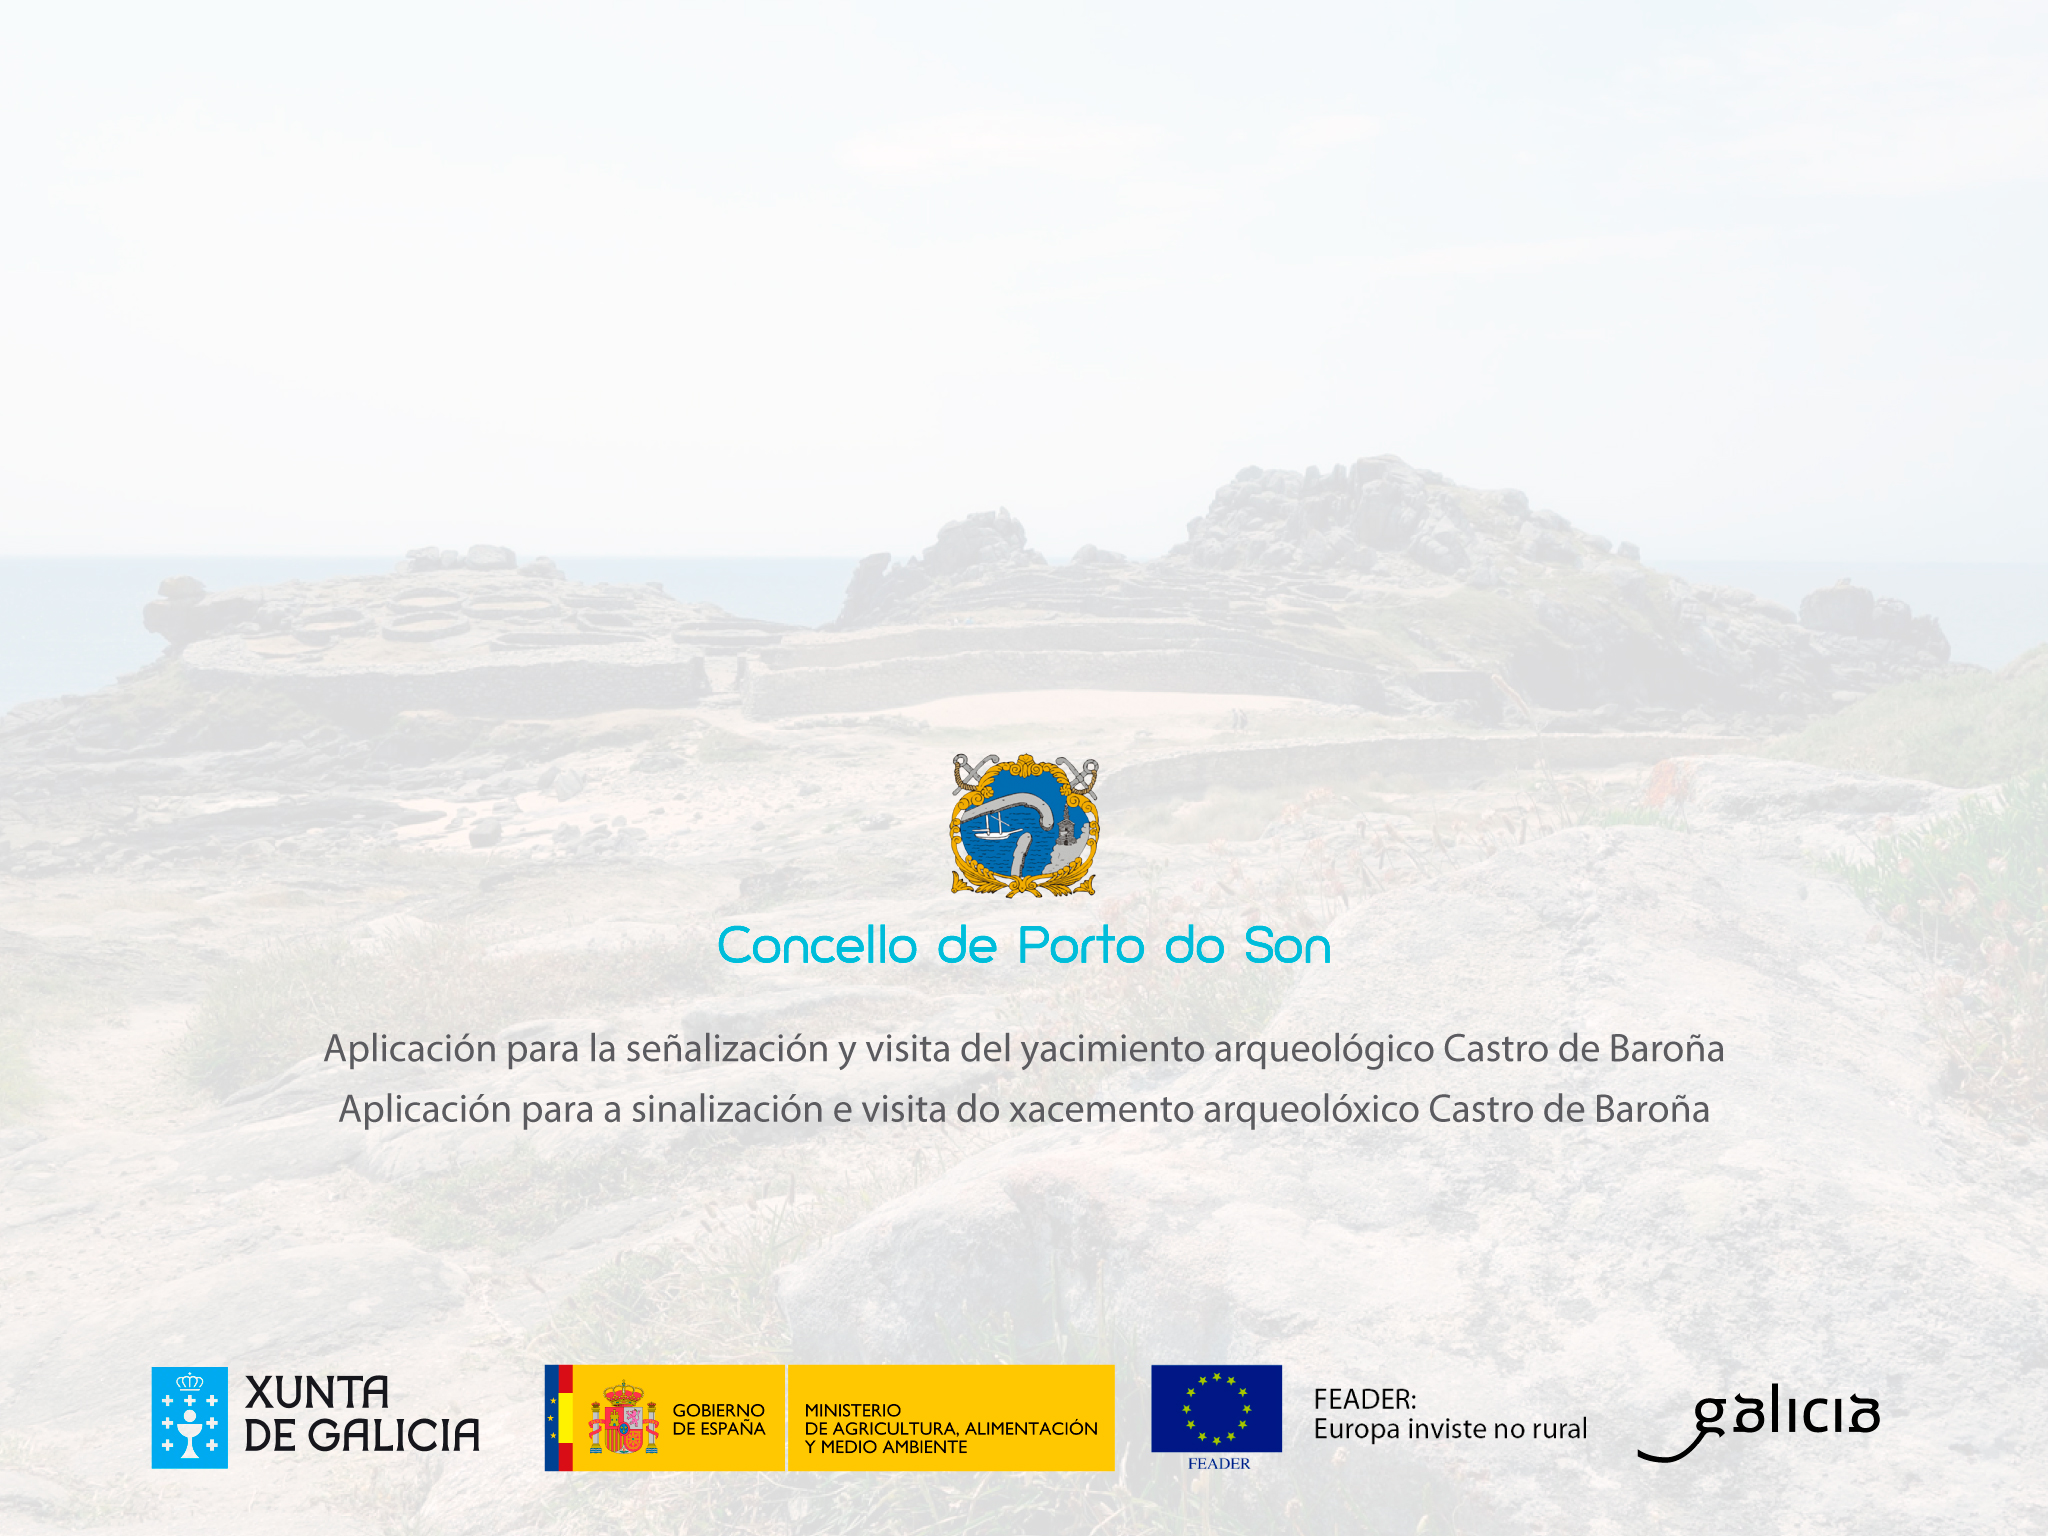 Concello de Porto do Son
Aplicación para la señalización y visita del yacimiento arqueológico Castro de Baroña
Aplicación para a sinalización e visita do xacemento arqueolóxico Castro de Baroña
XUNTA
DE GALICIA
GOBIERNO
DE ESPAÑA
MINISTERIO
DE AGRICULTURA, ALIMENTACIÓN
Y MEDIO AMBIENTE
FEADER
FEADER:
Europa inviste no rural
galicia